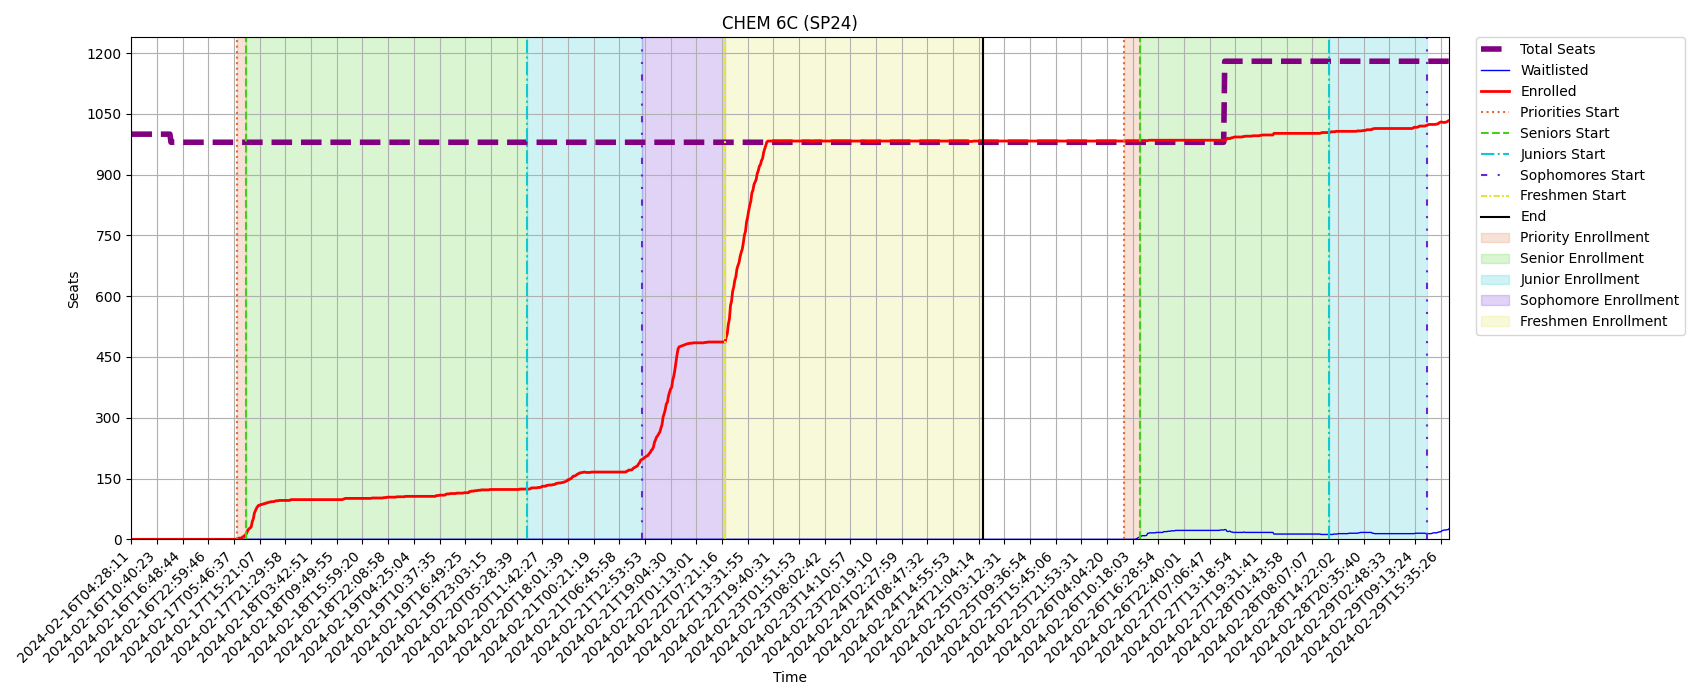 CHEM 6C (SP24)
Seats
1200
1050
900
750
600
450
300
150
0
2024-02-16T04:28:11
2024-02-16T10:40:23
2024-02-16T16:48:44
2024-02-16T22:59:46
2024-02-17T05:46:37
2024-02-17T15:21:07
2024-02-17T21:29:58
2024-02-18T03:42:51
2024-02-18T09:49:55
2024-02-18T15:59:20
2024-02-18T22:08:58
2024-02-19T04:25:04
2024-02-19T10:37:35
2024-02-19T16:49:25
2024-02-19T23:03:15
2024-02-20T05:28:39
2024-02-20T11:42:27
2024-02-20T18:01:39
2024-02-21T00:21:19
2024-02-21T06:45:58
2024-02-21T12:53:53
2024-02-21T19:04:30
2024-02-22T01:13:01
2024-02-22T07:21:16
2024-02-22T13:31:55
2024-02-22T19:40:31
2024-02-23T01:51:53
2024-02-23T08:02:42
2024-02-23T14:10:57
2024-02-23T20:19:10
2024-02-24T02:27:59
2024-02-24T08:47:32
2024-02-24T14:55:53
2024-02-24T21:04:14
2024-02-25T03:12:31
2024-02-25T09:36:54
2024-02-25T15:45:06
2024-02-25T21:53:31
2024-02-26T04:04:20
2024-02-26T10:18:03
2024-02-26T16:28:54
2024-02-26T22:40:01
2024-02-27T07:06:47
2024-02-27T13:18:54
2024-02-27T19:31:41
2024-02-28T01:43:58
2024-02-28T08:07:07
2024-02-28T14:22:02
2024-02-28T20:35:40
2024-02-29T02:48:33
2024-02-29T09:13:24
2024-02-29T15:35:26
Time
Total Seats
Waitlisted
Enrolled
Priorities Start
Seniors Start
Juniors Start
Sophomores Start
Freshmen Start
End
Priority Enrollment
Senior Enrollment
Junior Enrollment
Sophomore Enrollment
Freshmen Enrollment